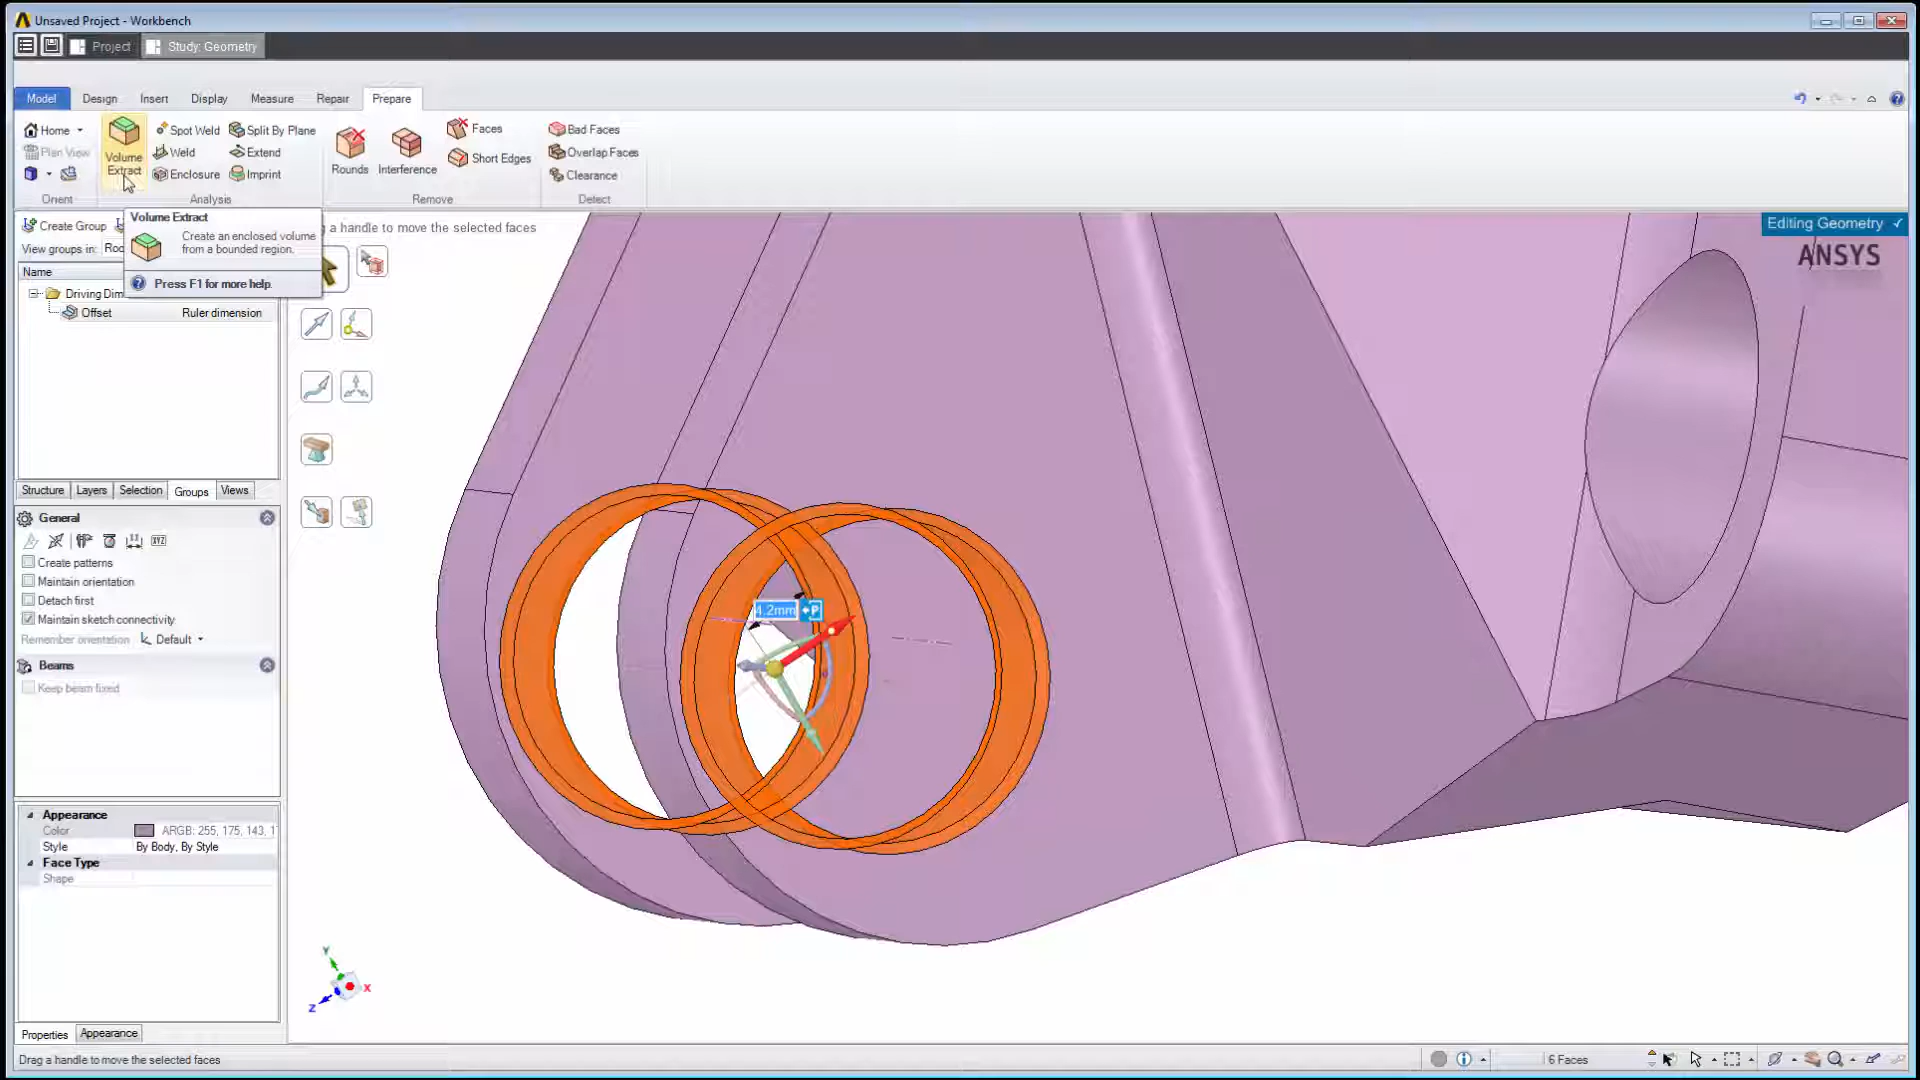 Unsaved Project - Workbench
Project
Study: Geometry
Model
Design
Insert
Display
Measure
Repair
Prepare
Home
Plan View
Volume Extract
Spot Weld
Weld
Enclosure
Split By Plane
Extend
Imprint
Rounds
Interference
Faces
Short Edges
Bad Faces
Overlap Faces
Clearance
Orient
Analysis
Remove
Detect
Create Group
Volume Extract
Create an enclosed volume
from a bounded region.
Press F1 for more help.
g a handle to move the selected faces
Editing Geometry
ANSYS
View groups in: Roo
Name
Driving Dim
Offset
Ruler dimension
Structure
Layers
Selection
Groups
Views
General
XYZ
Create patterns
Maintain orientation
Detach first
Maintain sketch connectivity
Remember orientation
Default
Beams
Keep beam fixed
4.2mm
P
Appearance
Color
ARGB: 255, 175, 143, 1
Style
By Body, By Style
Face Type
Shape
Y
X
Z
Properties
Appearance
Drag a handle to move the selected faces
6 Faces